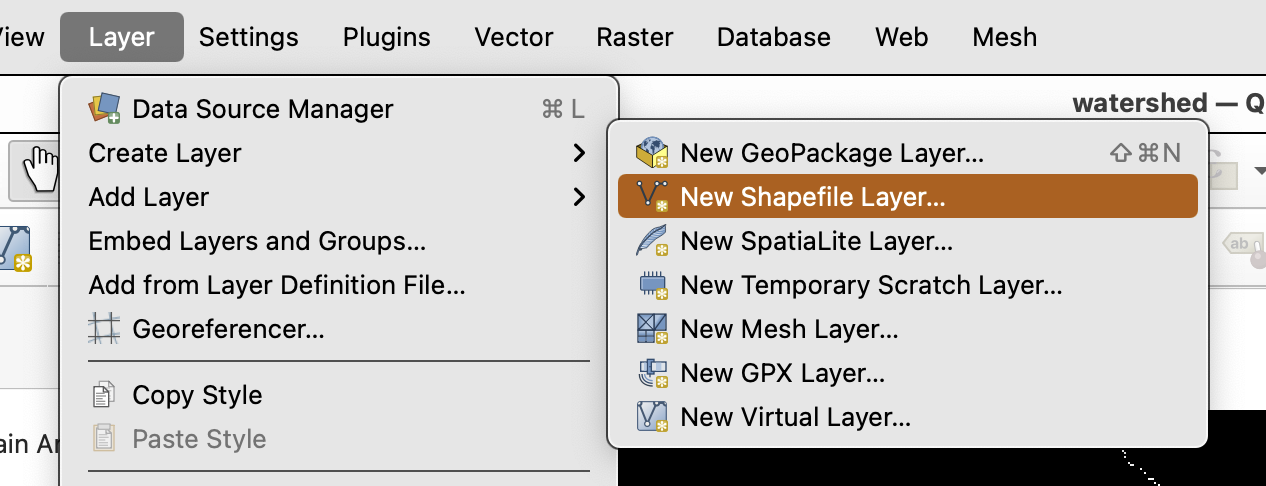 View Layer Settings Plugins Vector Raster Database Web Mesh
watershed — Q
Data Source Manager ⌘ L
Create Layer
Add Layer
Embed Layers and Groups...
Add from Layer Definition File...
Georeferencer...
Copy Style
Paste Style
New GeoPackage Layer... ⇧⌘N
New Shapefile Layer...
New SpatiaLite Layer...
New Temporary Scratch Layer...
New Mesh Layer...
New GPX Layer...
New Virtual Layer...
ab